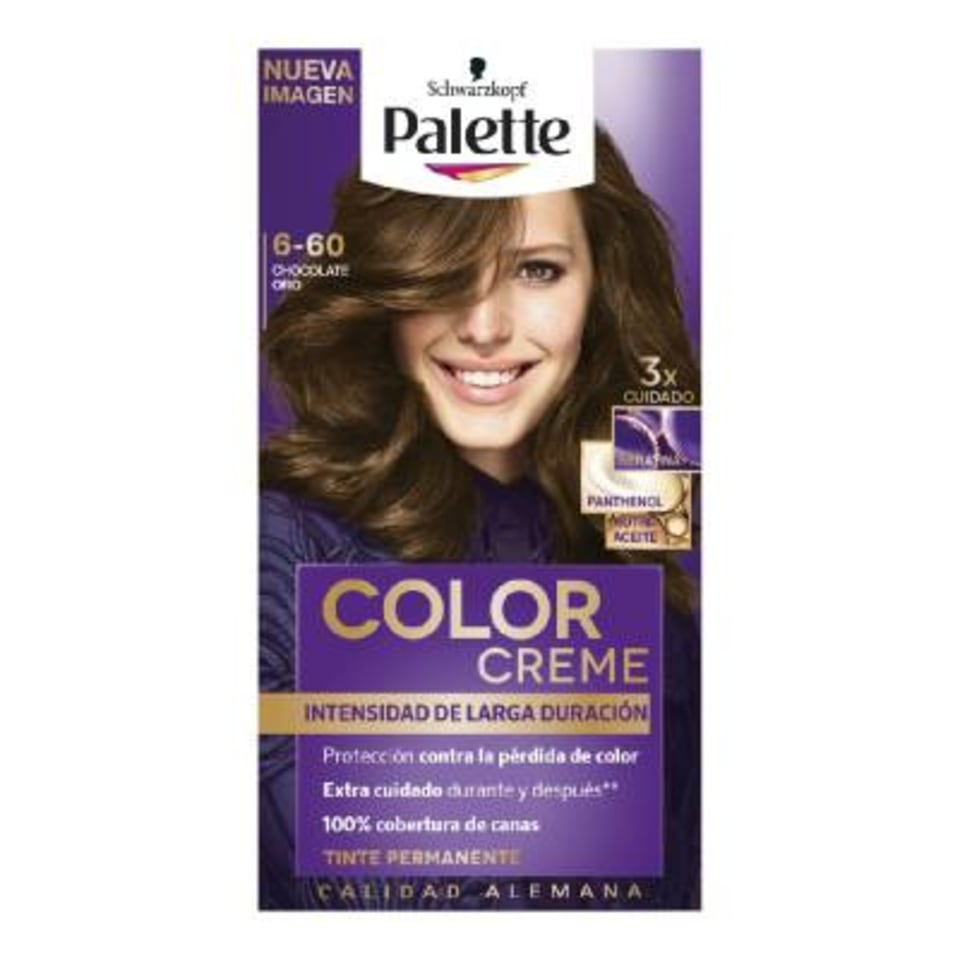 NUEVA
IMAGEN
Schwarzkopf
Palette
6-60
CHOCOLATE
ORO
3x
CUIDADO
PANTHENOL
ACEITE
COLOR
CREME
INTENSIDAD DE LARGA DURACIÓN
Protección contra la pérdida de color
Extra cuidado durante y después**
100% cobertura de canas
TINTE PERMANENTE
CALIDAD ALEMANA